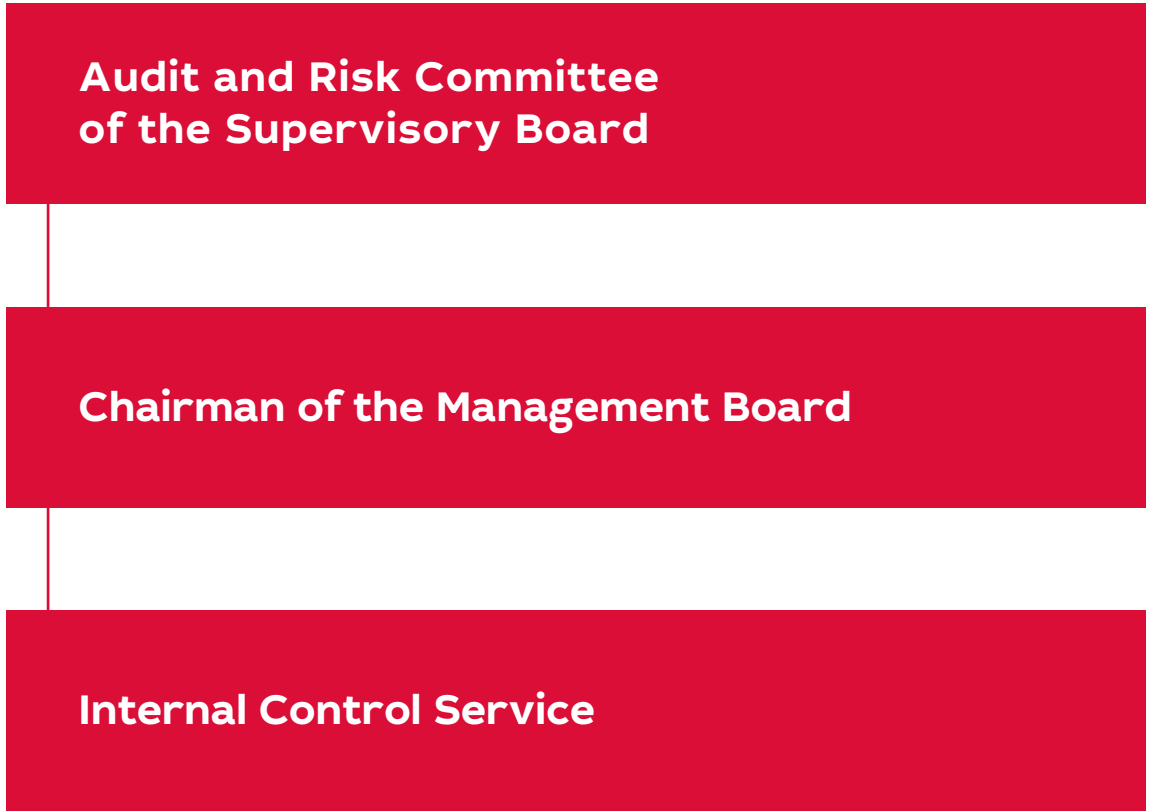 Audit and Risk Committee
of the Supervisory Board
Chairman of the Management Board
Internal Control Service